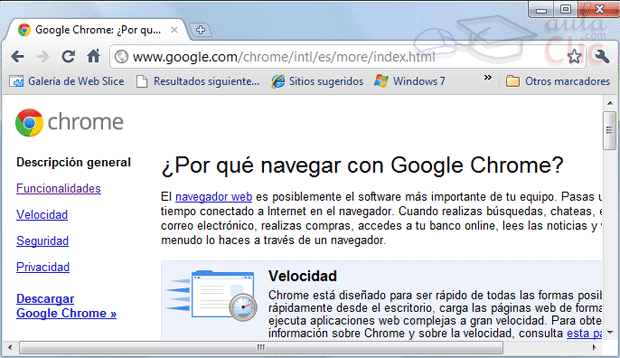 Google Chrome: ¿Por qu...
www.google.com/chrome/intl/es/more/index.html
aula
.com
CLIC
Galería de Web Slice
Resultados siguiente...
Sitios sugeridos
Windows 7
»
Otros marcadores
chrome
Descripción general
Funcionalidades
Velocidad
Seguridad
Privacidad
Descargar
Google Chrome »
¿Por qué navegar con Google Chrome?
El navegador web es posiblemente el software más importante de tu equipo. Pasas
tiempo conectado a Internet en el navegador. Cuando realizas búsquedas, chateas,
correo electrónico, realizas compras, accedes a tu banco online, lees las noticias y
menudo lo haces a través de un navegador.
Velocidad
Chrome está diseñado para ser rápido de todas las formas posib
rápidamente desde el escritorio, carga las páginas web de forma
ejecuta aplicaciones web complejas a gran velocidad. Para obte
información sobre Chrome y sobre la velocidad, consulta esta pa